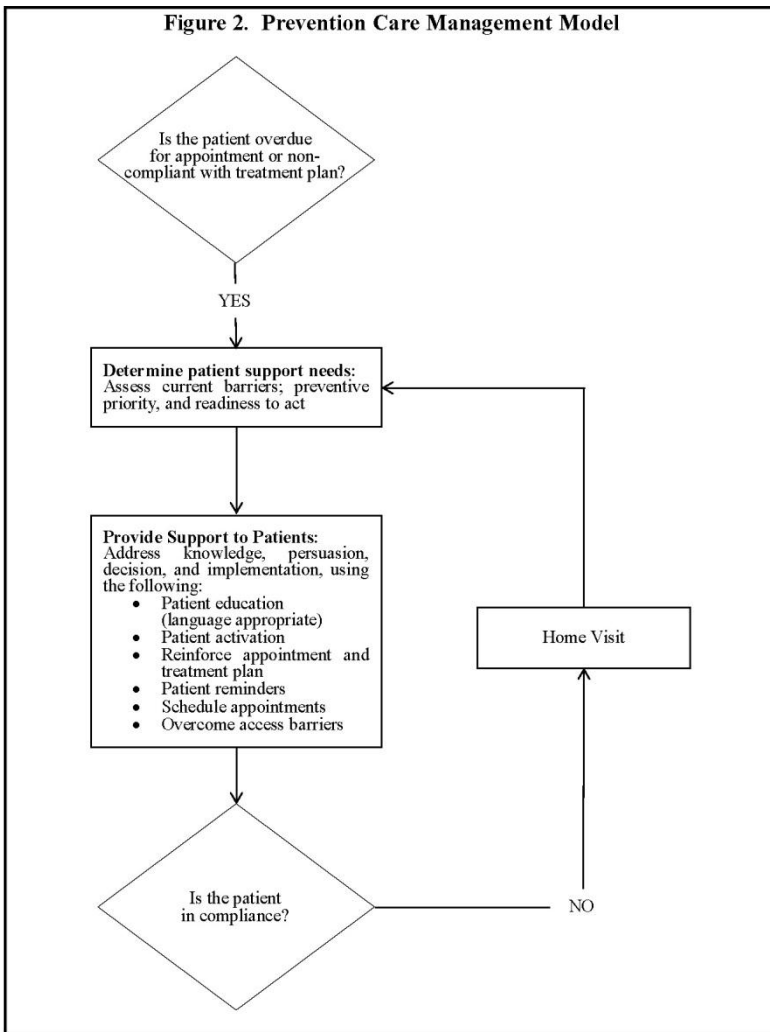 Figure 2. Prevention Care Management Model
Is the patient overdue
for appointment or non-
compliant with treatment plan?
YES
Determine patient support needs:
Assess current barriers; preventive
priority, and readiness to act
Provide Support to Patients:
Address knowledge, persuasion,
decision, and implementation, using
the following:
• Patient education
(language appropriate)
• Patient activation
• Reinforce appointment and
treatment plan
• Patient reminders
• Schedule appointments
• Overcome access barriers
Home Visit
Is the patient
in compliance?
NO